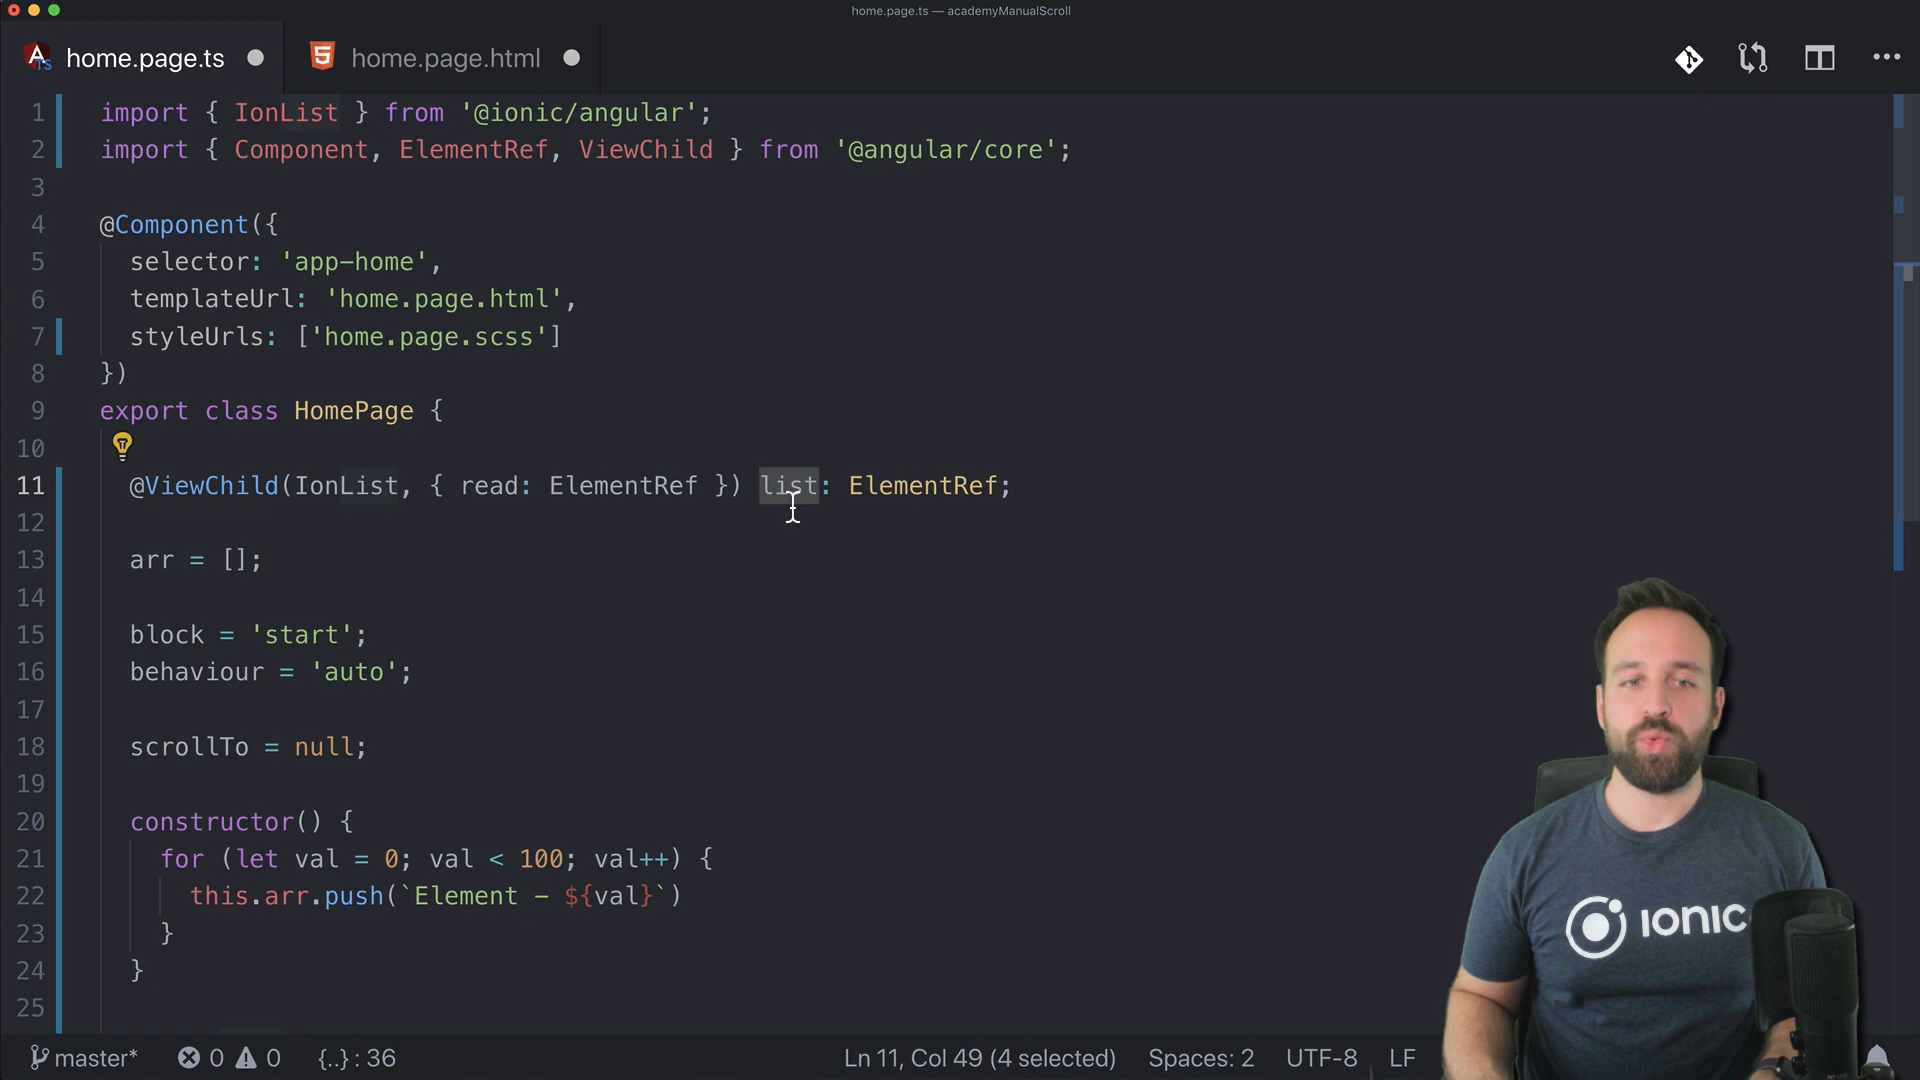 home.page.ts — academyManualScroll
home.page.ts
home.page.html
1 import { IonList } from '@ionic/angular';
2 import { Component, ElementRef, ViewChild } from '@angular/core';
3
4 @Component({
5 selector: 'app-home',
6 templateUrl: 'home.page.html',
7 styleUrls: ['home.page.scss']
8 })
9 export class HomePage {
10
11 @ViewChild(IonList, { read: ElementRef }) list: ElementRef;
12
13 arr = [];
14
15 block = 'start';
16 behaviour = 'auto';
17
18 scrollTo = null;
19
20 constructor() {
21 for (let val = 0; val < 100; val++) {
22 this.arr.push(`Element - ${val}`)
23 }
24 }
25
IONIC
master* 0 0 {..} : 36 Ln 11, Col 49 (4 selected) Spaces: 2 UTF-8 LF